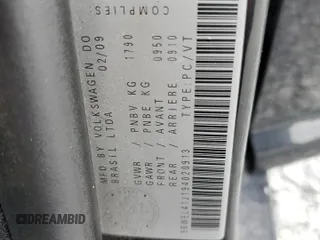 MFD BY VOLKSWAGEN DO
BRASIL LTDA 02/09
GVWR / PNBV KG 1790
GAWR / PNBE KG
FRONT / AVANT 0950
REAR / ARRIERE 0910
TYPE:PC/VT
COMPLIES
DREAMBID